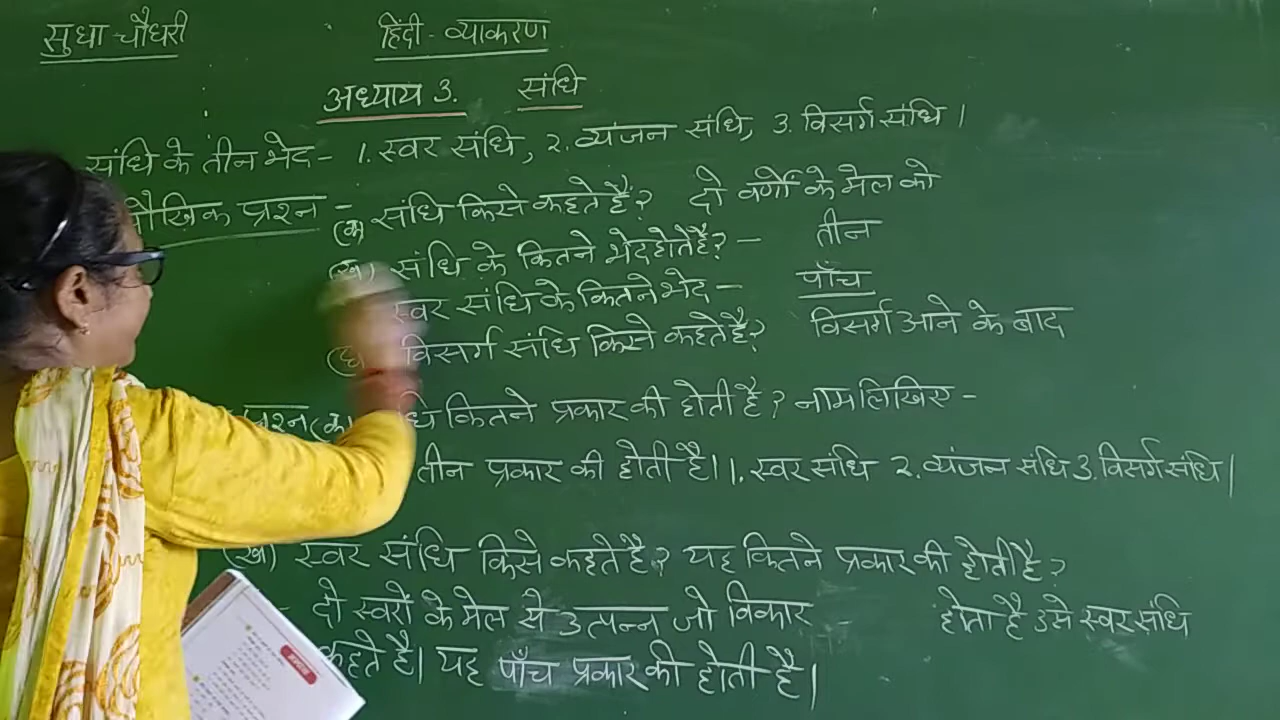 सुधा चौधरी
हिंदी - व्याकरण
अध्याय 3. संधि
संधि के तीन भेद - 1. स्वर संधि, 2. व्यंजन संधि, 3. विसर्ग संधि ।
प्रश्न - (क) संधि किसे कहते हैं? दो वर्णों के मेल को
(ख) संधि के कितने भेद होते हैं? - तीन
स्वर संधि के कितने भेद - पाँच
(घ) विसर्ग संधि किसे कहते है? विसर्ग आने के बाद
प्रश्न (क) कितने प्रकार की होती है? नाम लिखिए -
तीन प्रकार की होती है। 1. स्वर संधि 2. व्यंजन संधि 3. विसर्ग संधि ।
(ख) स्वर संधि किसे कहते है? यह कितने प्रकार की होती है?
- दो स्वरों के मेल से उत्पन्न जो विकार होता है उसे स्वर संधि
कहते है। यह पाँच प्रकार की होती है।